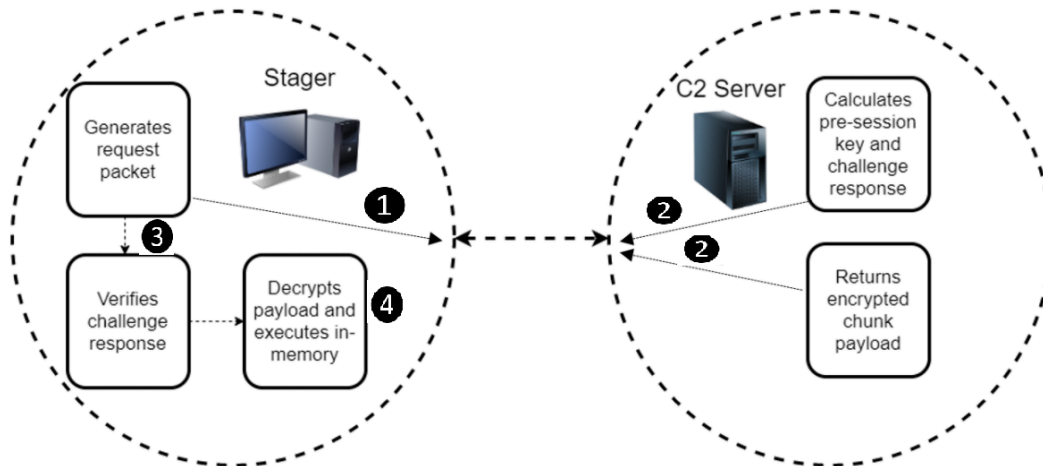 Stager
Generates
request
packet
1
3
Verifies
challenge
response
Decrypts
payload and
executes in-
memory
4
C2 Server
Calculates
pre-session
key and
challenge
response
2
2
Returns
encrypted
chunk
payload